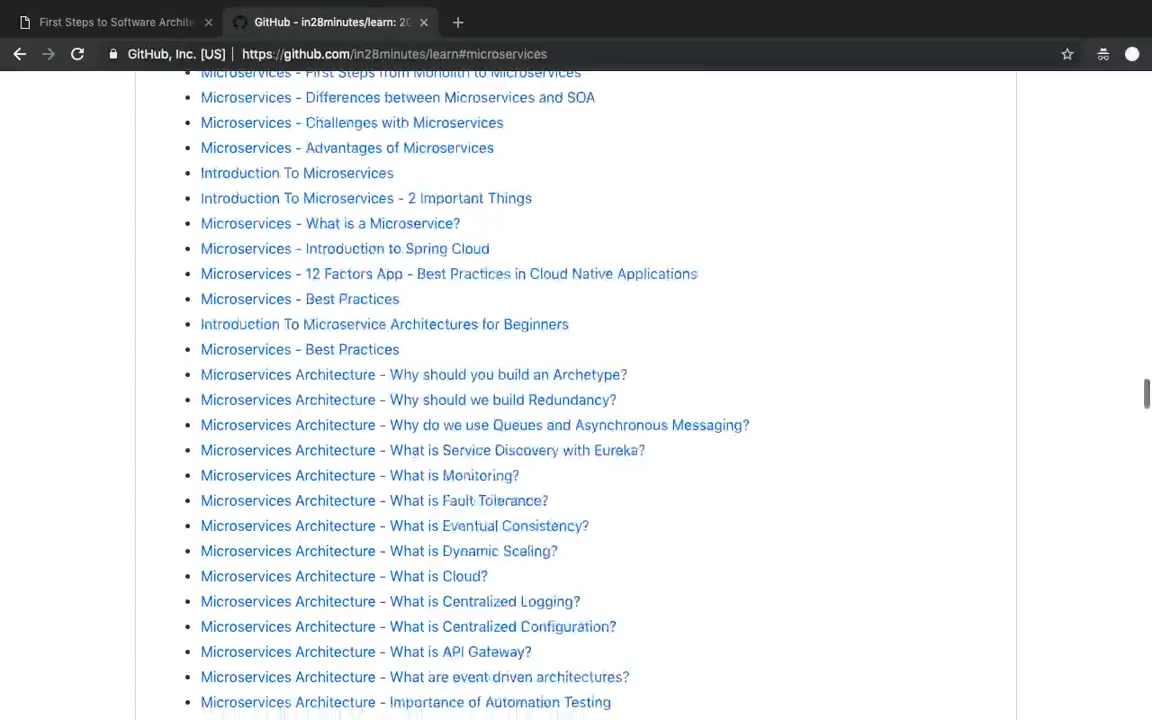 First Steps to Software Archite
GitHub - in28minutes/learn: 20
GitHub, Inc. [US] | https://github.com/in28minutes/learn#microservices
Microservices - First Steps from Monolith to Microservices
Microservices - Differences between Microservices and SOA
Microservices - Challenges with Microservices
Microservices - Advantages of Microservices
Introduction To Microservices
Introduction To Microservices - 2 Important Things
Microservices - What is a Microservice?
Microservices - Introduction to Spring Cloud
Microservices - 12 Factors App - Best Practices in Cloud Native Applications
Microservices - Best Practices
Introduction To Microservice Architectures for Beginners
Microservices - Best Practices
Microservices Architecture - Why should you build an Archetype?
Microservices Architecture - Why should we build Redundancy?
Microservices Architecture - Why do we use Queues and Asynchronous Messaging?
Microservices Architecture - What is Service Discovery with Eureka?
Microservices Architecture - What is Monitoring?
Microservices Architecture - What is Fault Tolerance?
Microservices Architecture - What is Eventual Consistency?
Microservices Architecture - What is Dynamic Scaling?
Microservices Architecture - What is Cloud?
Microservices Architecture - What is Centralized Logging?
Microservices Architecture - What is Centralized Configuration?
Microservices Architecture - What is API Gateway?
Microservices Architecture - What are event driven architectures?
Microservices Architecture - Importance of Automation Testing